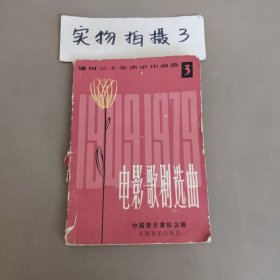 实物拍摄3
建国三十年声乐作品选 3
1949 1979
电影·歌剧选曲
中国音乐家协会编
人民音乐出版社